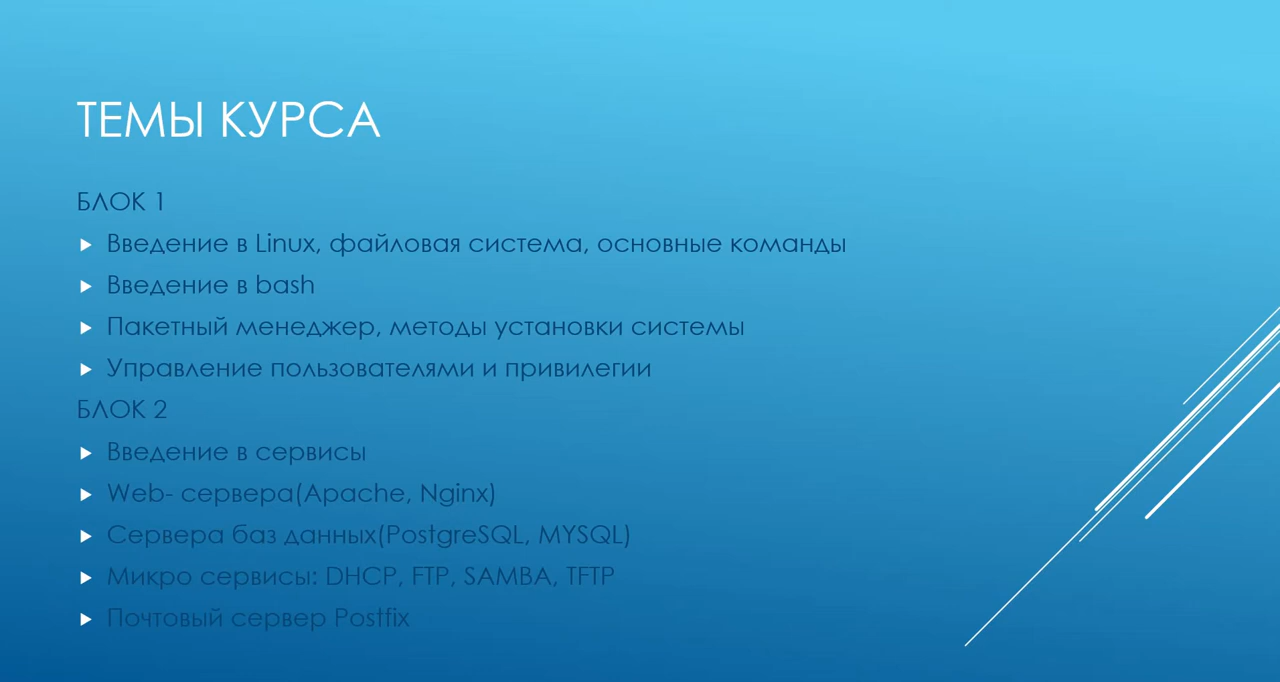 ТЕМЫ КУРСА
БЛОК 1
Введение в Linux, файловая система, основные команды
Введение в bash
Пакетный менеджер, методы установки системы
Управление пользователями и привилегии
БЛОК 2
Введение в сервисы
Web- сервера(Apache, Nginx)
Сервера баз данных(PostgreSQL, MYSQL)
Микро сервисы: DHCP, FTP, SAMBA, TFTP
Почтовый сервер Postfix